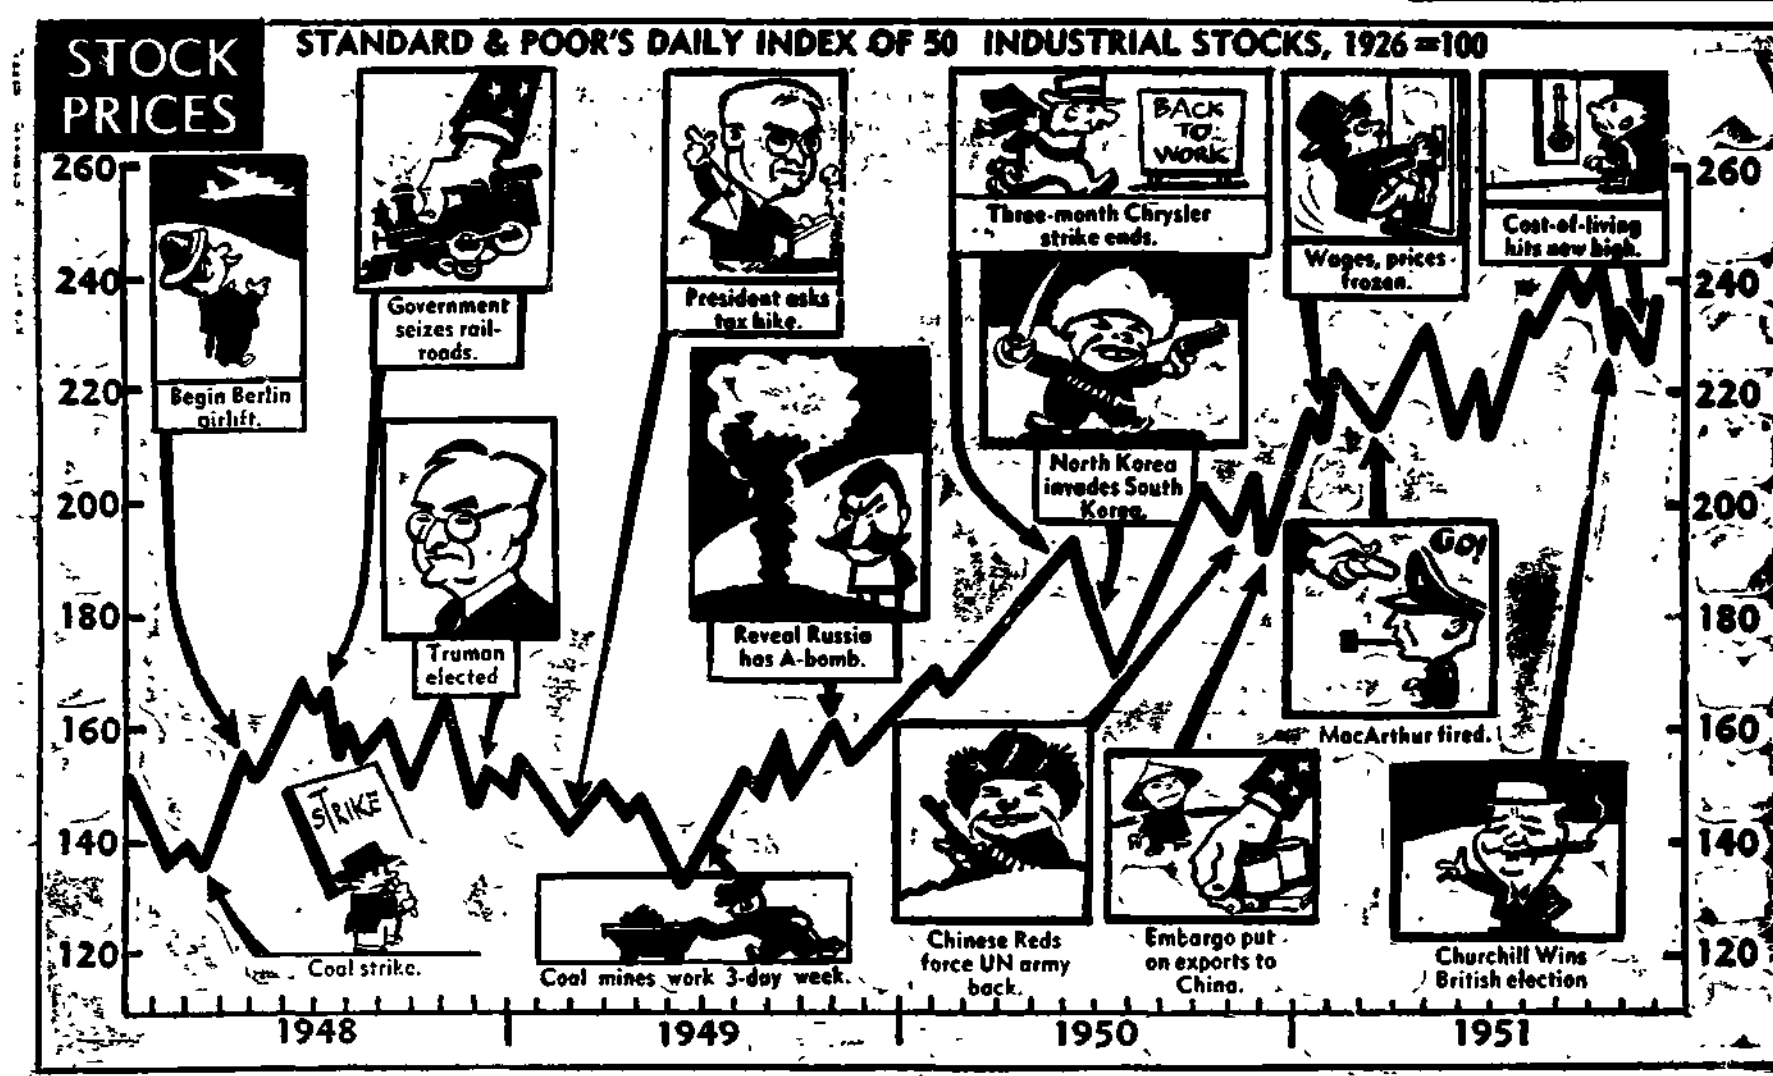 STOCK
PRICES
STANDARD & POOR'S DAILY INDEX OF 50 INDUSTRIAL STOCKS, 1926=100
260
240
220
200
180
160
140
120
260
240
220
200
180
160
140
120
Begin Berlin
airlift.
Government
seizes rail-
roads.
Truman
elected
President asks
tax hike.
Reveal Russia
has A-bomb.
BACK
TO
WORK
Three-month Chrysler
strike ends.
North Korea
invades South
Korea.
Wages, prices
frozen.
Cost-of-living
hits new high.
GO!
MacArthur fired.
STRIKE
Coal strike.
Coal mines work 3-day week.
Chinese Reds
force UN army
back.
Embargo put
on exports to
China.
Churchill Wins
British election
1948
1949
1950
1951